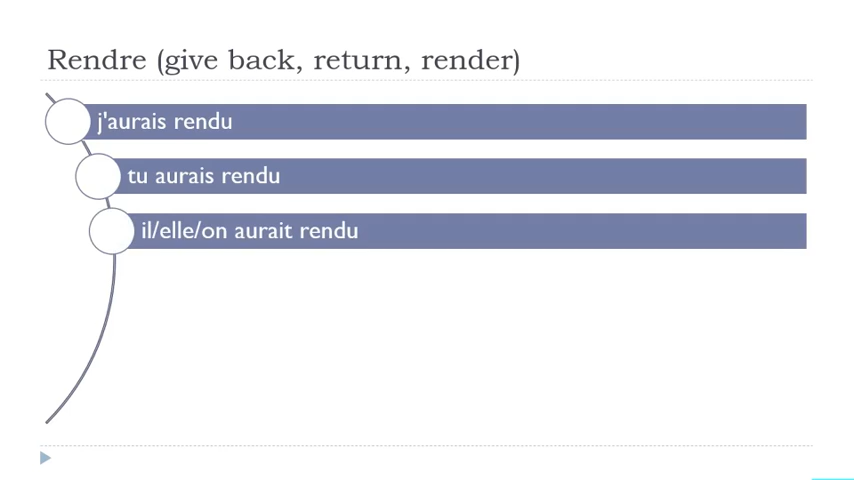 Rendre (give back, return, render)
j'aurais rendu
tu aurais rendu
il/elle/on aurait rendu